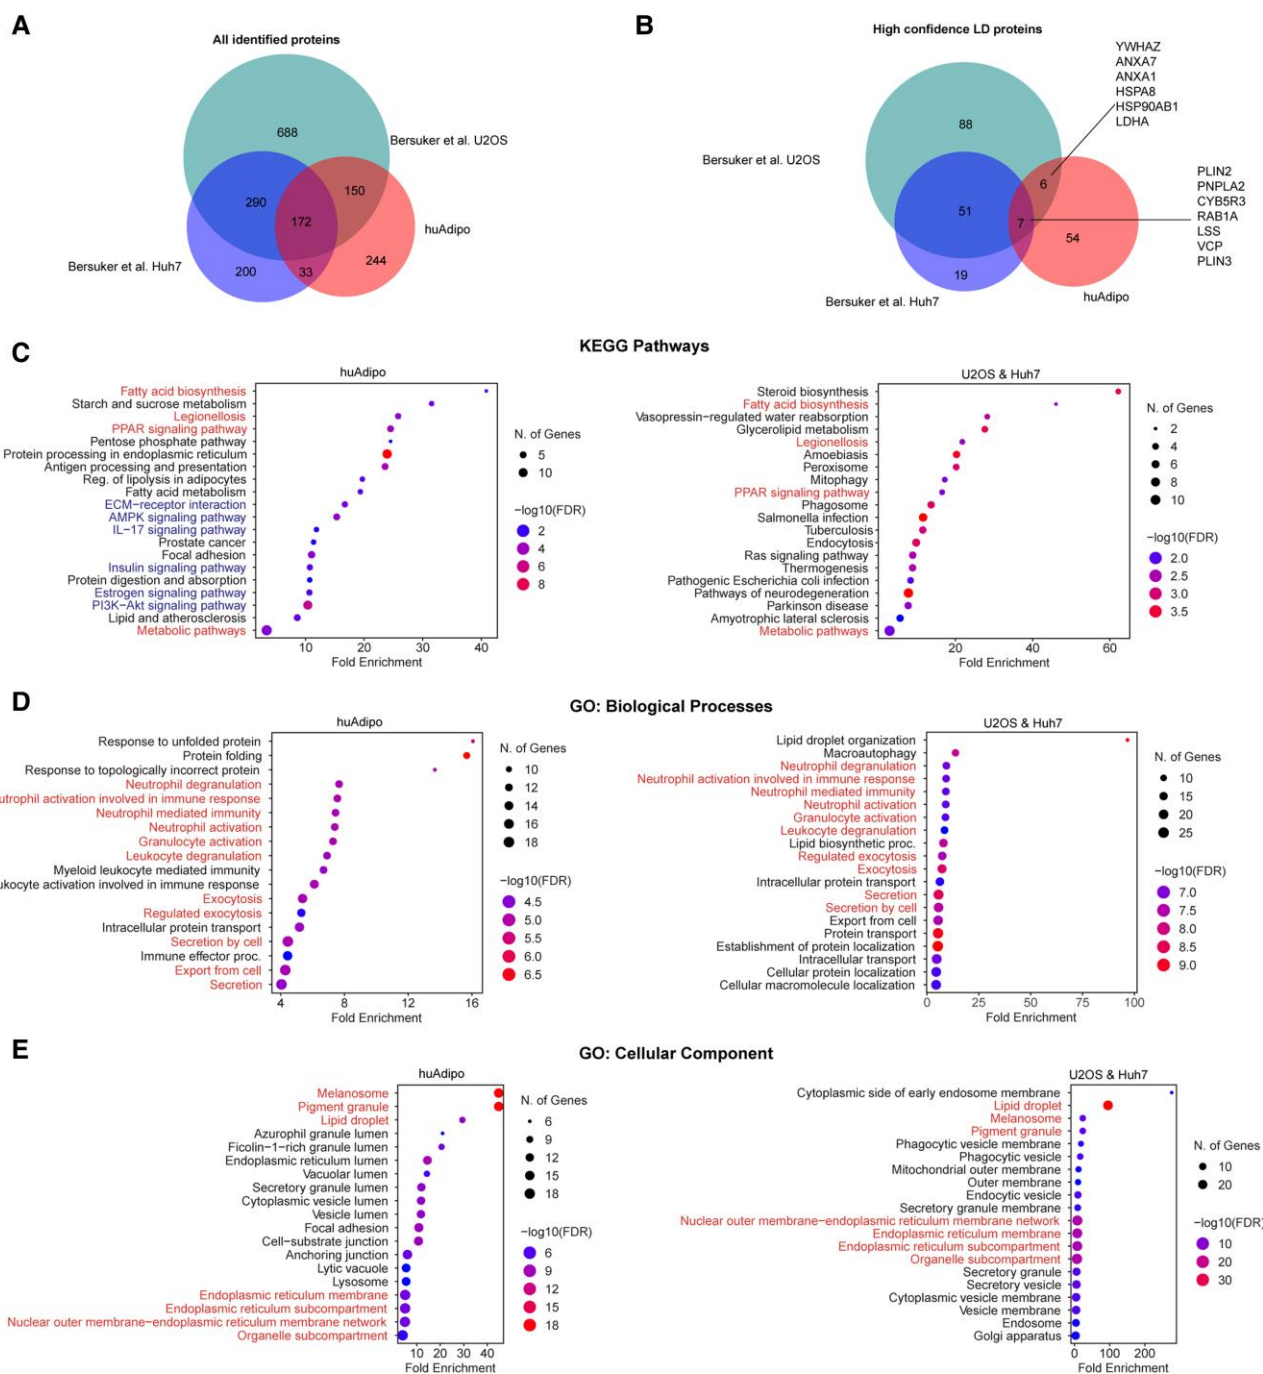 A
All identified proteins
688
Bersuker et al. U2OS
290
150
172
huAdipo
Bersuker et al. Huh7
200
33
244
B
High confidence LD proteins
YWHAZ
ANXA7
ANXA1
HSPA8
HSP90AB1
LDHA
88
Bersuker et al. U2OS
6
51
7
54
19
PLIN2
PNPLA2
CYB5R3
RAB1A
LSS
VCP
PLIN3
Bersuker et al. Huh7
huAdipo
C
KEGG Pathways
huAdipo
Fatty acid biosynthesis
Starch and sucrose metabolism
Legionellosis
PPAR signaling pathway
Pentose phosphate pathway
Protein processing in endoplasmic reticulum
Antigen processing and presentation
Reg. of lipolysis in adipocytes
Fatty acid metabolism
ECM−receptor interaction
AMPK signaling pathway
IL−17 signaling pathway
Prostate cancer
Focal adhesion
Insulin signaling pathway
Protein digestion and absorption
Estrogen signaling pathway
PI3K−Akt signaling pathway
Lipid and atherosclerosis
Metabolic pathways
10 20 30 40
Fold Enrichment
N. of Genes
5
10
−log10(FDR)
2
4
6
8
U2OS & Huh7
Steroid biosynthesis
Fatty acid biosynthesis
Vasopressin−regulated water reabsorption
Glycerolipid metabolism
Legionellosis
Amoebiasis
Peroxisome
Mitophagy
PPAR signaling pathway
Phagosome
Salmonella infection
Tuberculosis
Endocytosis
Ras signaling pathway
Thermogenesis
Pathogenic Escherichia coli infection
Pathways of neurodegeneration
Parkinson disease
Amyotrophic lateral sclerosis
Metabolic pathways
20 40 60
Fold Enrichment
N. of Genes
2
4
6
8
10
−log10(FDR)
2.0
2.5
3.0
3.5
D
GO: Biological Processes
huAdipo
Response to unfolded protein
Protein folding
Response to topologically incorrect protein
Neutrophil degranulation
utrophil activation involved in immune response
Neutrophil mediated immunity
Neutrophil activation
Granulocyte activation
Leukocyte degranulation
Myeloid leukocyte mediated immunity
ukocyte activation involved in immune response
Exocytosis
Regulated exocytosis
Intracellular protein transport
Secretion by cell
Immune effector proc.
Export from cell
Secretion
4 8 12 16
Fold Enrichment
N. of Genes
10
12
14
16
18
−log10(FDR)
4.5
5.0
5.5
6.0
6.5
U2OS & Huh7
Lipid droplet organization
Macroautophagy
Neutrophil degranulation
Neutrophil activation involved in immune response
Neutrophil mediated immunity
Neutrophil activation
Granulocyte activation
Leukocyte degranulation
Lipid biosynthetic proc.
Regulated exocytosis
Exocytosis
Intracellular protein transport
Secretion
Secretion by cell
Export from cell
Protein transport
Establishment of protein localization
Intracellular transport
Cellular protein localization
Cellular macromolecule localization
0 25 50 75 100
Fold Enrichment
N. of Genes
10
15
20
25
−log10(FDR)
7.0
7.5
8.0
8.5
9.0
E
GO: Cellular Component
huAdipo
Melanosome
Pigment granule
Lipid droplet
Azurophil granule lumen
Ficolin−1−rich granule lumen
Endoplasmic reticulum lumen
Vacuolar lumen
Secretory granule lumen
Cytoplasmic vesicle lumen
Vesicle lumen
Focal adhesion
Cell−substrate junction
Anchoring junction
Lytic vacuole
Lysosome
Endoplasmic reticulum membrane
Endoplasmic reticulum subcompartment
Nuclear outer membrane−endoplasmic reticulum membrane network
Organelle subcompartment
10 20 30 40
Fold Enrichment
N. of Genes
6
9
12
15
18
−log10(FDR)
6
9
12
15
18
U2OS & Huh7
Cytoplasmic side of early endosome membrane
Lipid droplet
Melanosome
Pigment granule
Phagocytic vesicle membrane
Phagocytic vesicle
Mitochondrial outer membrane
Outer membrane
Endocytic vesicle
Secretory granule membrane
Nuclear outer membrane−endoplasmic reticulum membrane network
Endoplasmic reticulum membrane
Endoplasmic reticulum subcompartment
Organelle subcompartment
Secretory granule
Secretory vesicle
Cytoplasmic vesicle membrane
Vesicle membrane
Endosome
Golgi apparatus
0 100 200
Fold Enrichment
N. of Genes
10
20
−log10(FDR)
10
20
30